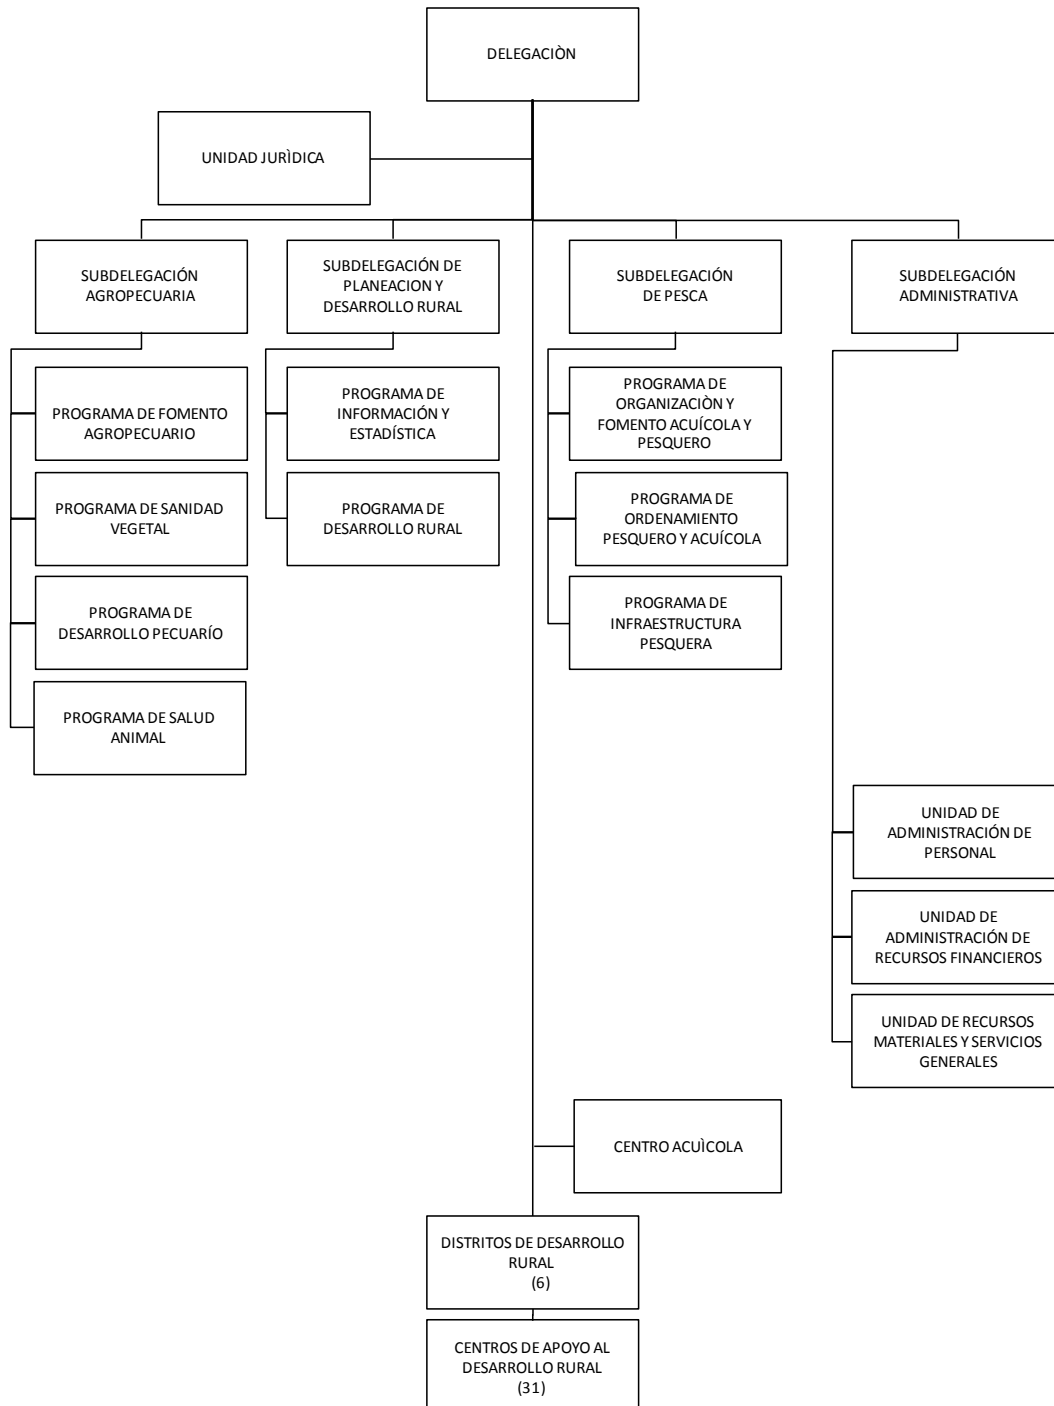 DELEGACIÒN
UNIDAD JURÌDICA
SUBDELEGACIÓN
AGROPECUARIA
SUBDELEGACIÓN DE
PLANEACION Y
DESARROLLO RURAL
SUBDELEGACIÓN
DE PESCA
SUBDELEGACIÓN
ADMINISTRATIVA
PROGRAMA DE FOMENTO
AGROPECUARIO
PROGRAMA DE
INFORMACIÓN Y
ESTADÍSTICA
PROGRAMA DE
ORGANIZACIÒN Y
FOMENTO ACUÍCOLA Y
PESQUERO
PROGRAMA DE SANIDAD
VEGETAL
PROGRAMA DE
DESARROLLO RURAL
PROGRAMA DE
ORDENAMIENTO
PESQUERO Y ACUÍCOLA
PROGRAMA DE
DESARROLLO PECUARÍO
PROGRAMA DE
INFRAESTRUCTURA
PESQUERA
PROGRAMA DE SALUD
ANIMAL
UNIDAD DE
ADMINISTRACIÓN DE
PERSONAL
UNIDAD DE
ADMINISTRACIÓN DE
RECURSOS FINANCIEROS
UNIDAD DE RECURSOS
MATERIALES Y SERVICIOS
GENERALES
CENTRO ACUÌCOLA
DISTRITOS DE DESARROLLO
RURAL
(6)
CENTROS DE APOYO AL
DESARROLLO RURAL
(31)